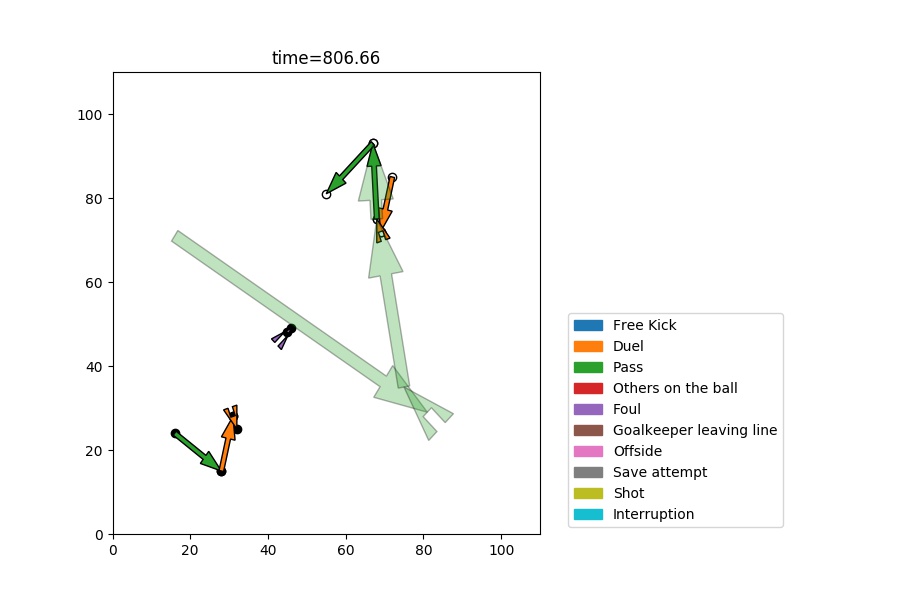 time=806.66
100
80
60
40
20
0
0 20 40 60 80 100
Free Kick
Duel
Pass
Others on the ball
Foul
Goalkeeper leaving line
Offside
Save attempt
Shot
Interruption